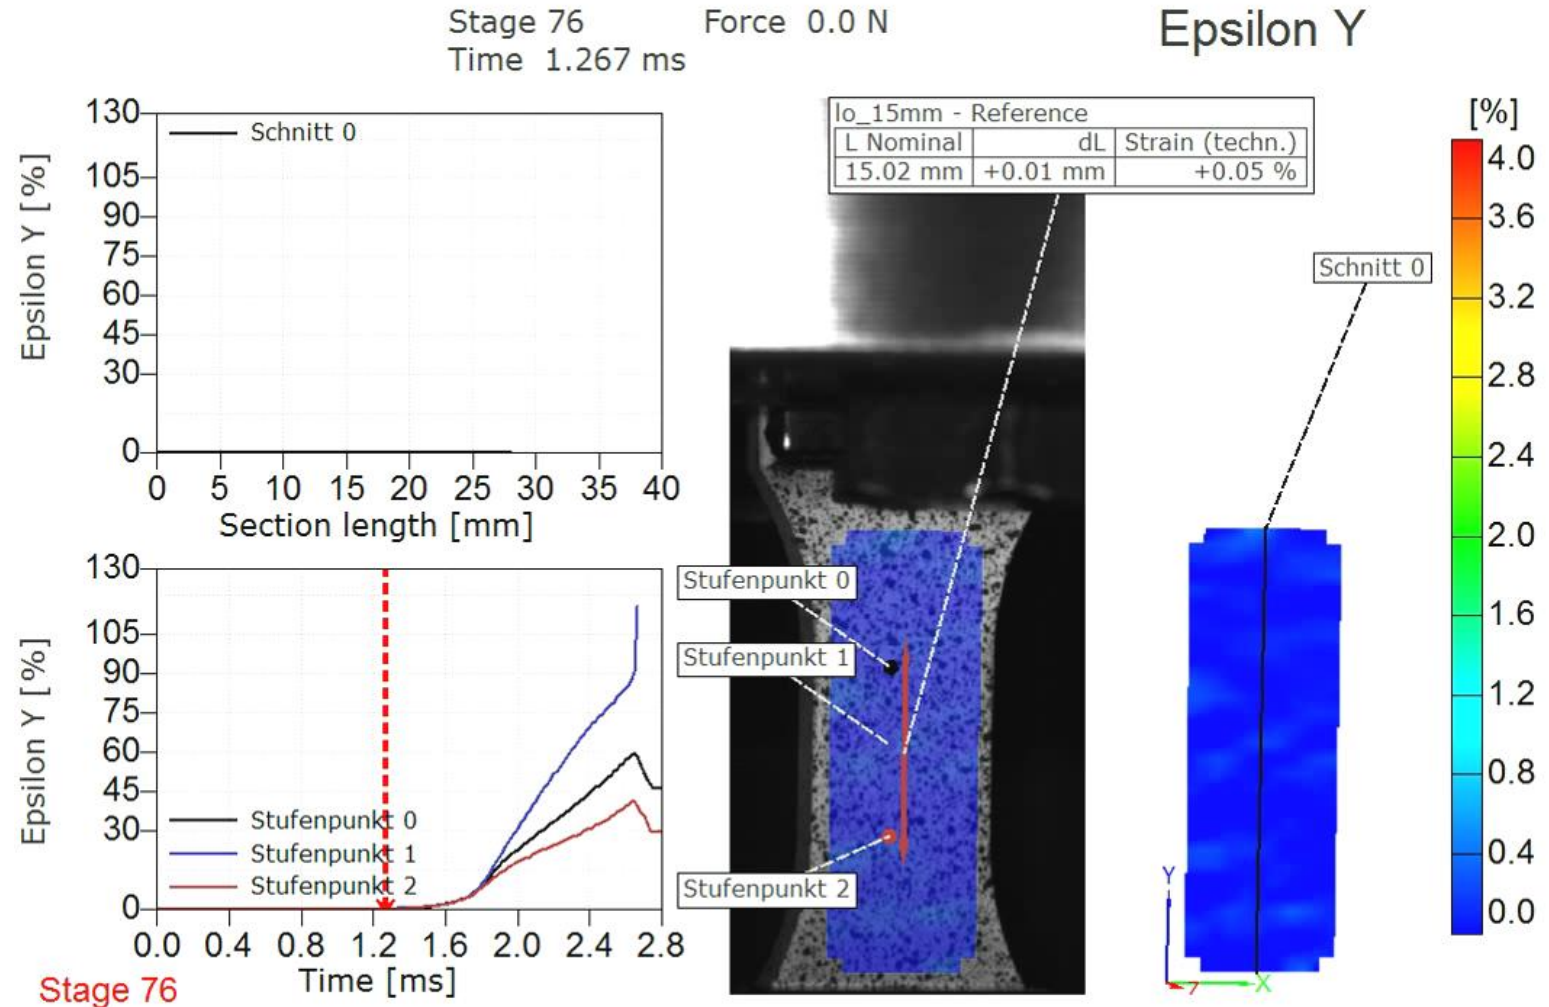 Stage 76
Force 0.0 N
Epsilon Y
Time 1.267 ms
130
105
90
75
60
45
30
0
Epsilon Y [%]
Schnitt 0
0 5 10 15 20 25 30 35 40
Section length [mm]
130
105
90
75
60
45
30
0
Epsilon Y [%]
Stufenpunkt 0
Stufenpunkt 1
Stufenpunkt 2
0.0 0.4 0.8 1.2 1.6 2.0 2.4 2.8
Time [ms]
Stage 76
lo_15mm - Reference
L Nominal dL Strain (techn.)
15.02 mm +0.01 mm +0.05 %
Stufenpunkt 0
Stufenpunkt 1
Stufenpunkt 2
Schnitt 0
Y
Z
X
[%]
4.0
3.6
3.2
2.8
2.4
2.0
1.6
1.2
0.8
0.4
0.0